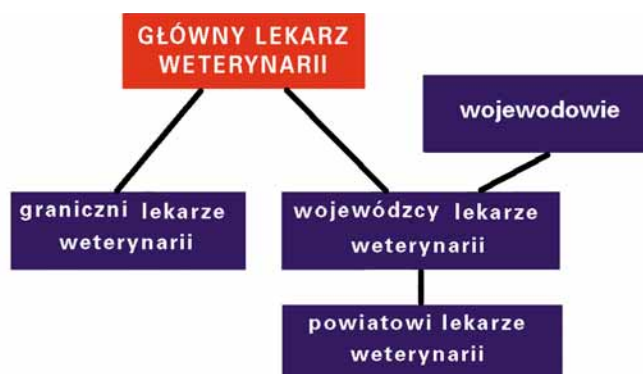 GŁÓWNY LEKARZ
WETERYNARII
wojewodowie
graniczni lekarze
weterynarii
wojewódzcy lekarze
weterynarii
powiatowi lekarze
weterynarii